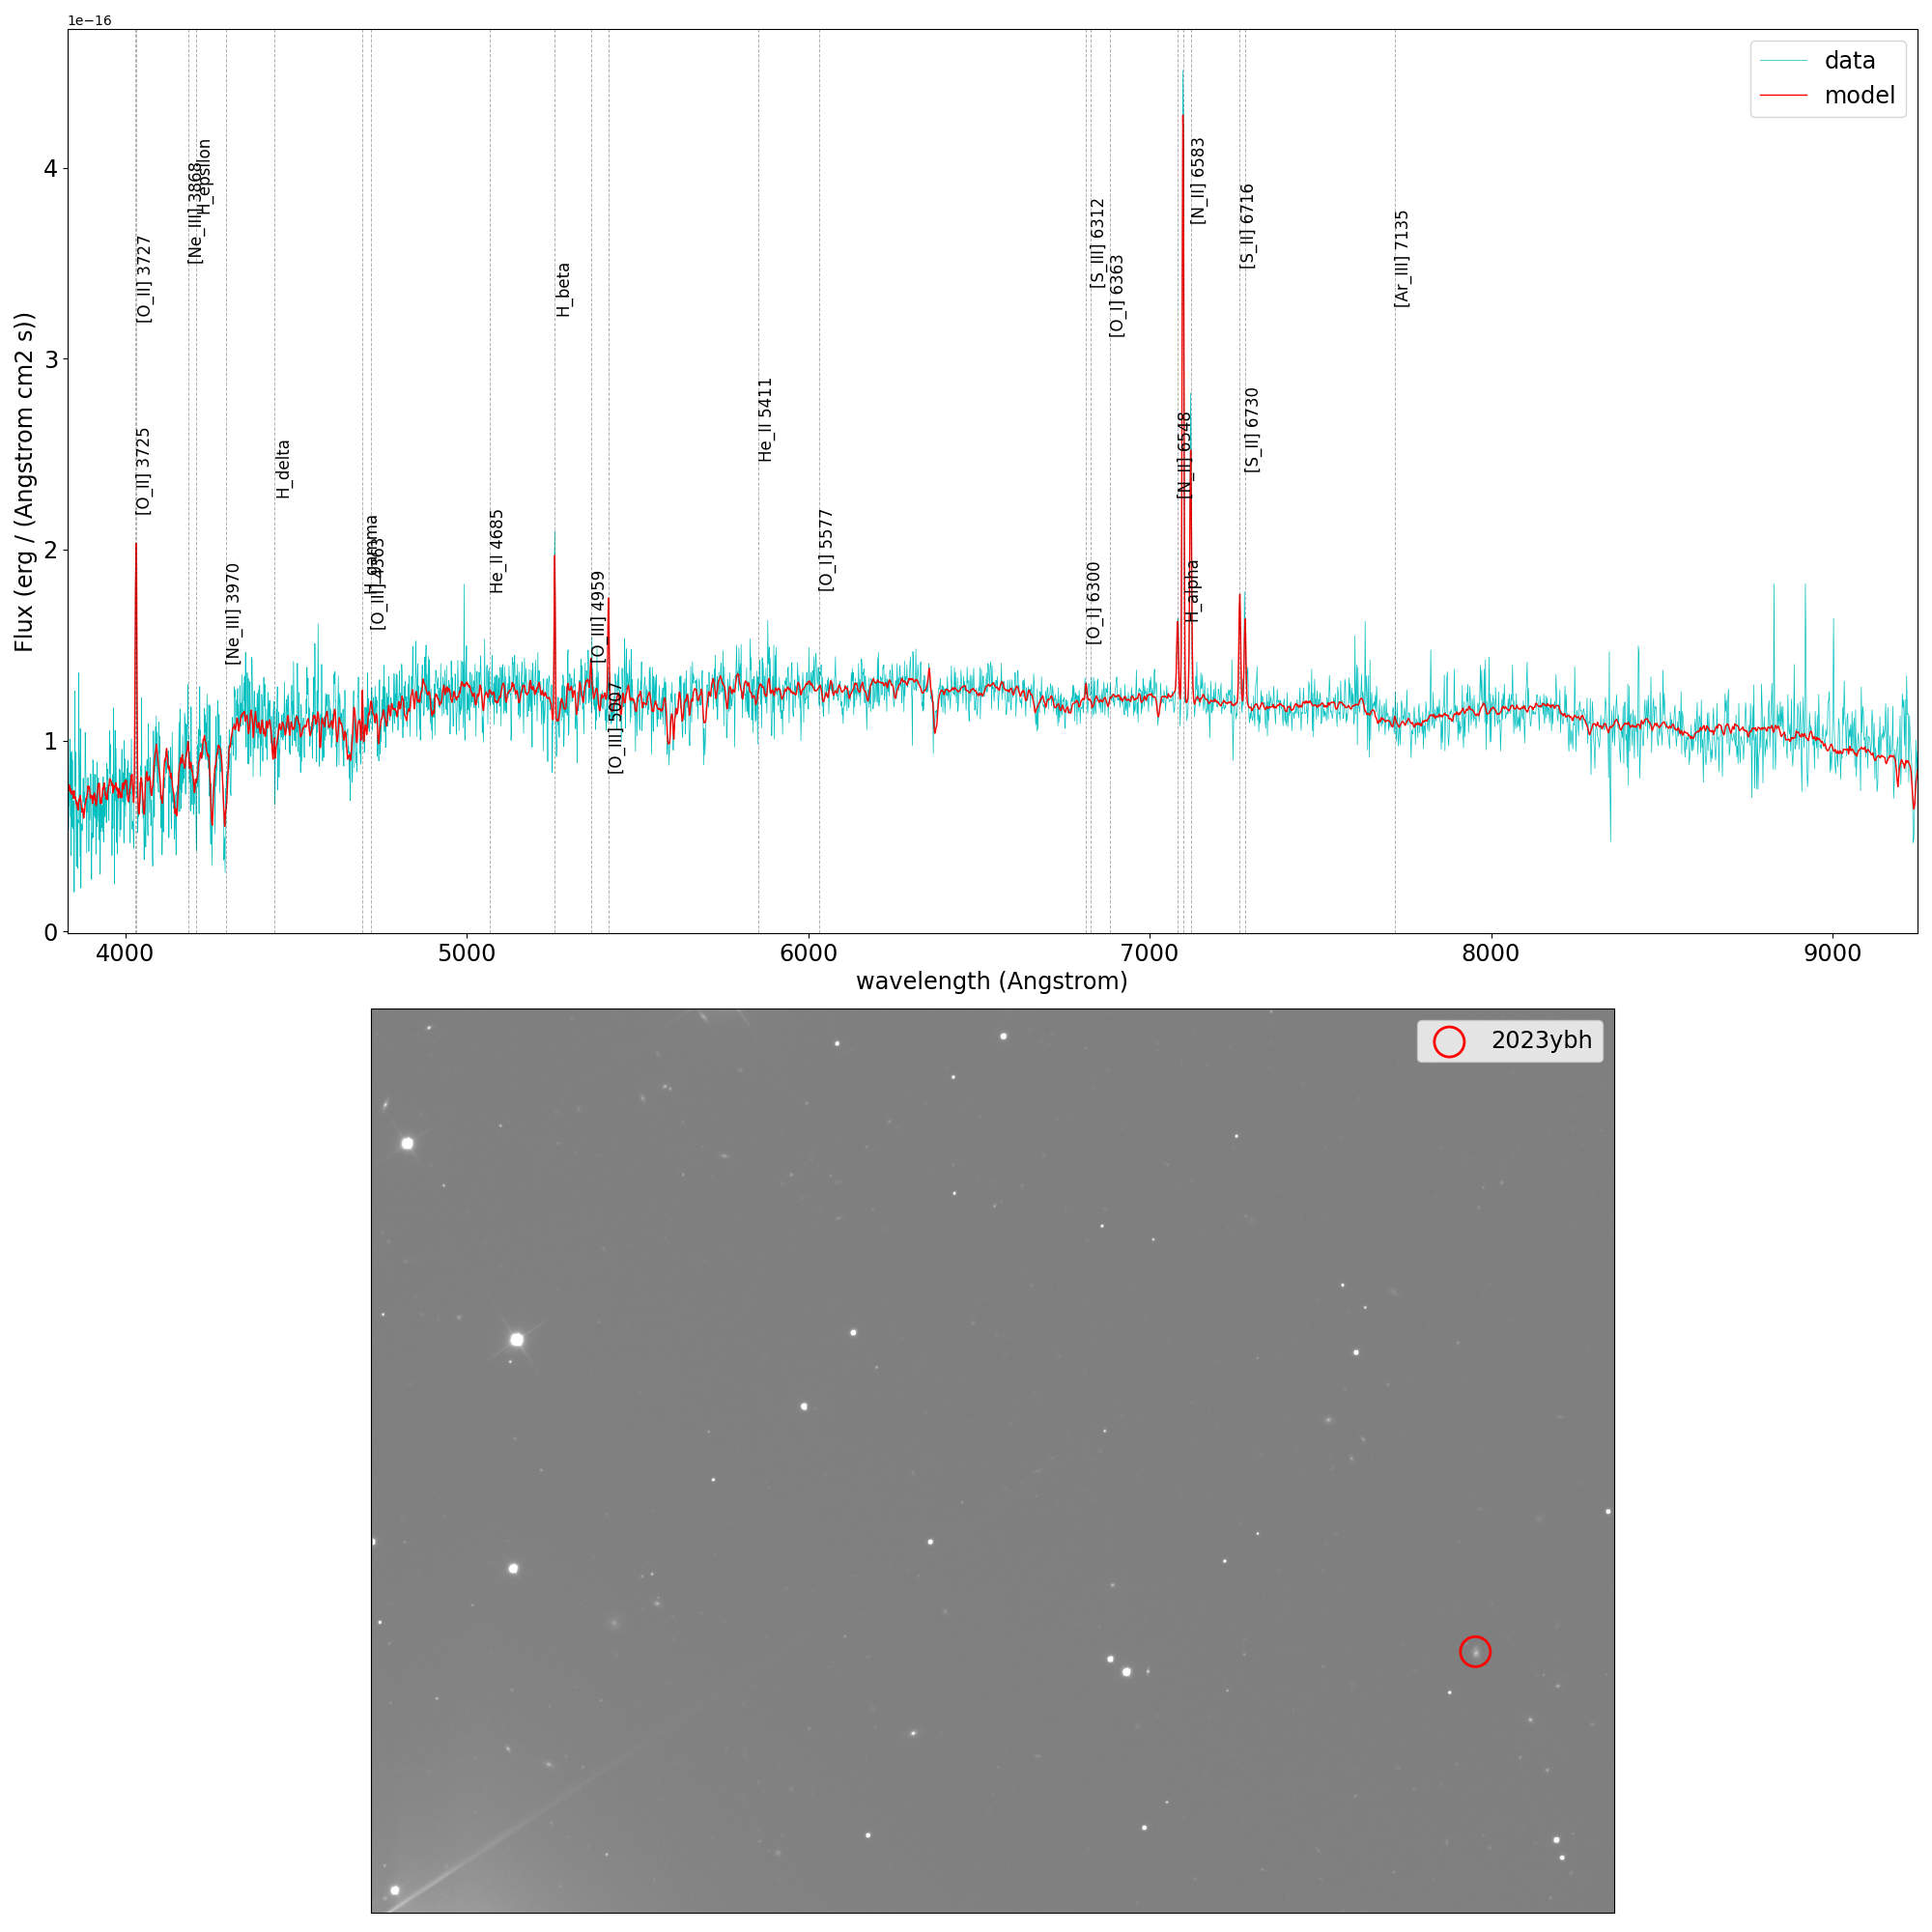 1e−16
data
model
[O_II] 3725
[O_II] 3727
[Ne_III] 3868
H_epsilon
[Ne_III] 3970
H_delta
H_gamma
[O_III] 4363
He_II 4685
H_beta
[O_III] 4959
[O_III] 5007
He_II 5411
[O_I] 5577
[O_I] 6300
[S_III] 6312
[O_I] 6363
[N_II] 6548
H_alpha
[N_II] 6583
[S_II] 6716
[S_II] 6730
[Ar_III] 7135
Flux (erg / (Angstrom cm2 s))
4
3
2
1
0
4000 5000 6000 7000 8000 9000
wavelength (Angstrom)
2023ybh